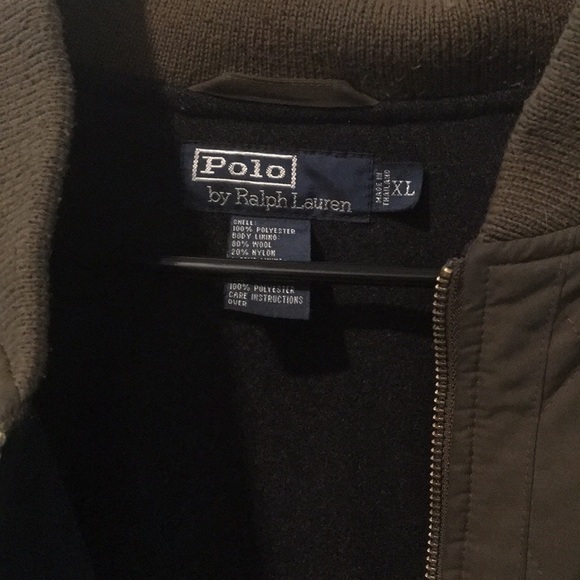 Polo
by Ralph Lauren
MADE IN
THAILAND
XL
SHELL:
100% POLYESTER
BODY LINING:
80% WOOL
20% NYLON
100% POLYESTER
CARE INSTRUCTIONS
OVER